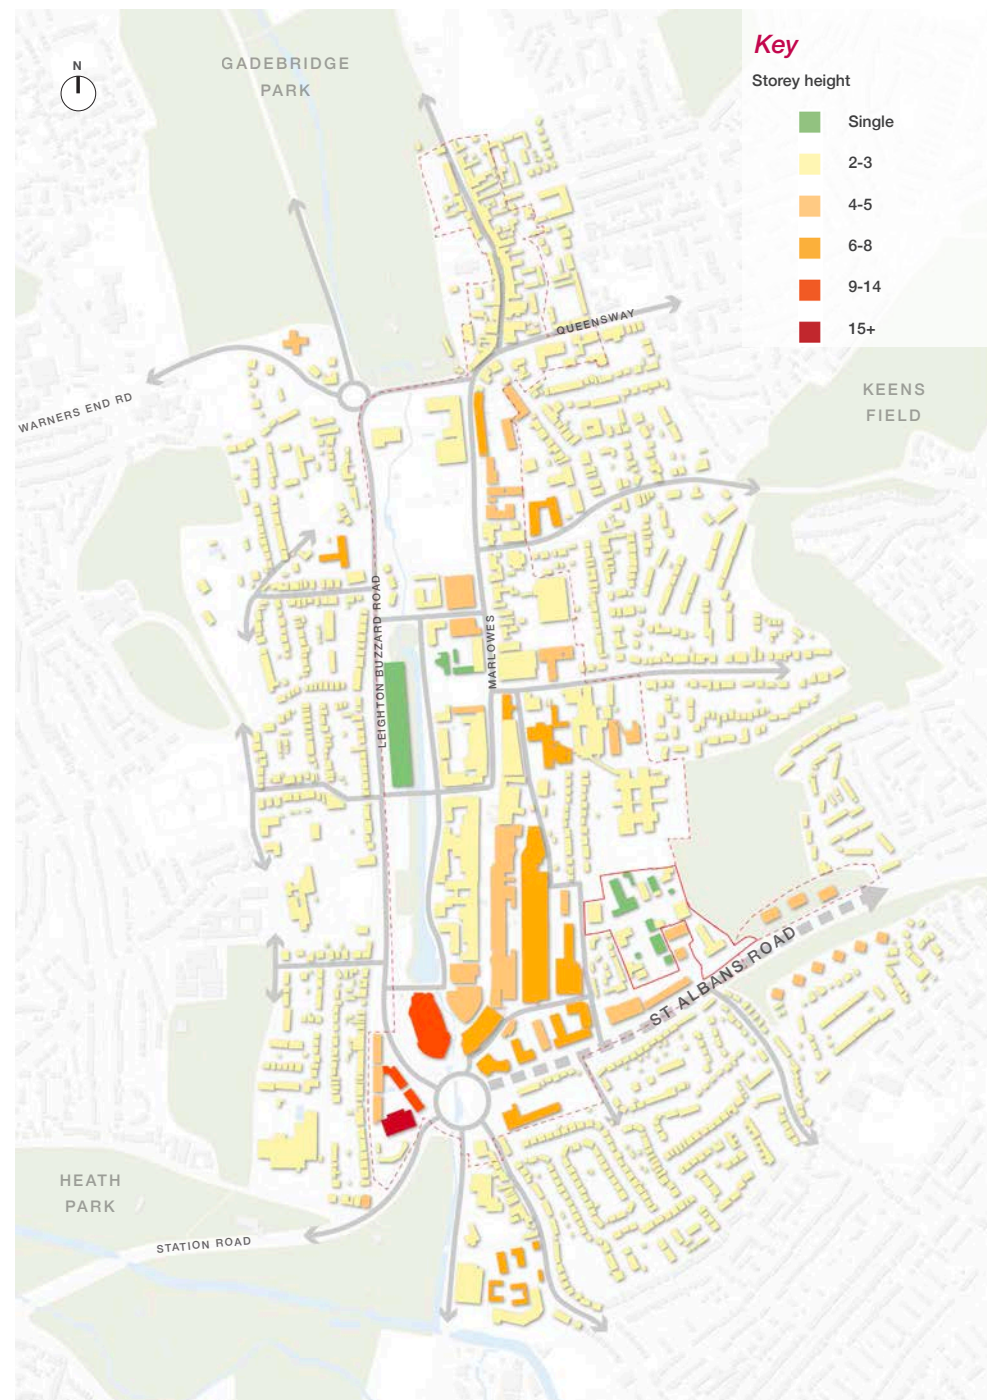 Key
Storey height
Single
2-3
4-5
6-8
9-14
15+
N
GADEBRIDGE
PARK
QUEENSWAY
WARNERS END RD
KEENS
FIELD
LEIGHTON BUZZARD ROAD
MARLOWES
ST ALBANS ROAD
HEATH
PARK
STATION ROAD